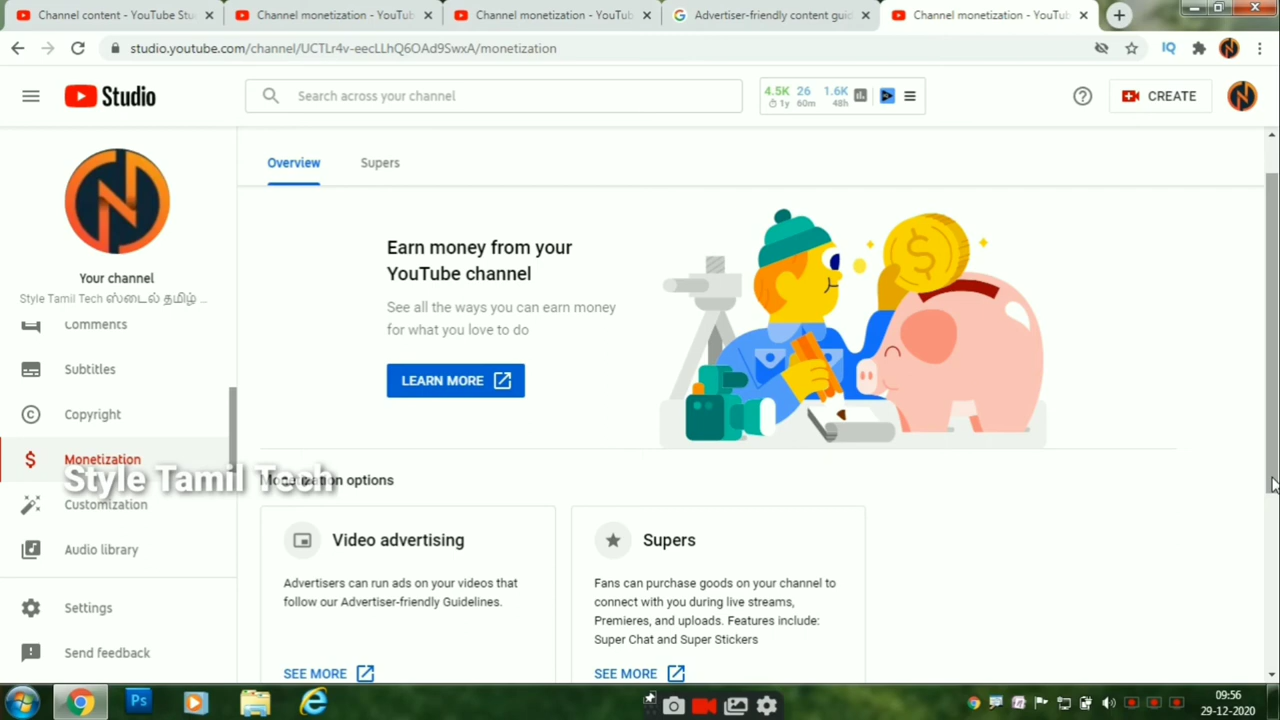 Channel content - YouTube Stu
Channel monetization - YouTub
Channel monetization - YouTub
Advertiser-friendly content guid
Channel monetization - YouTub
studio.youtube.com/channel/UCTLr4v-eecLLhQ6OAd9SwxA/monetization
IQ
Studio
Search across your channel
4.5K 26 1.6K
1y 60m 48h
CREATE
Your channel
Style Tamil Tech ஸ்டைல் தமிழ் ...
Comments
Subtitles
Copyright
Monetization
Customization
Audio library
Settings
Send feedback
Style Tamil Tech
Overview
Supers
Earn money from your
YouTube channel
See all the ways you can earn money
for what you love to do
LEARN MORE
Monetization options
Video advertising
Advertisers can run ads on your videos that
follow our Advertiser-friendly Guidelines.
SEE MORE
Supers
Fans can purchase goods on your channel to
connect with you during live streams,
Premieres, and uploads. Features include:
Super Chat and Super Stickers
SEE MORE
Ps
09:56
29-12-2020